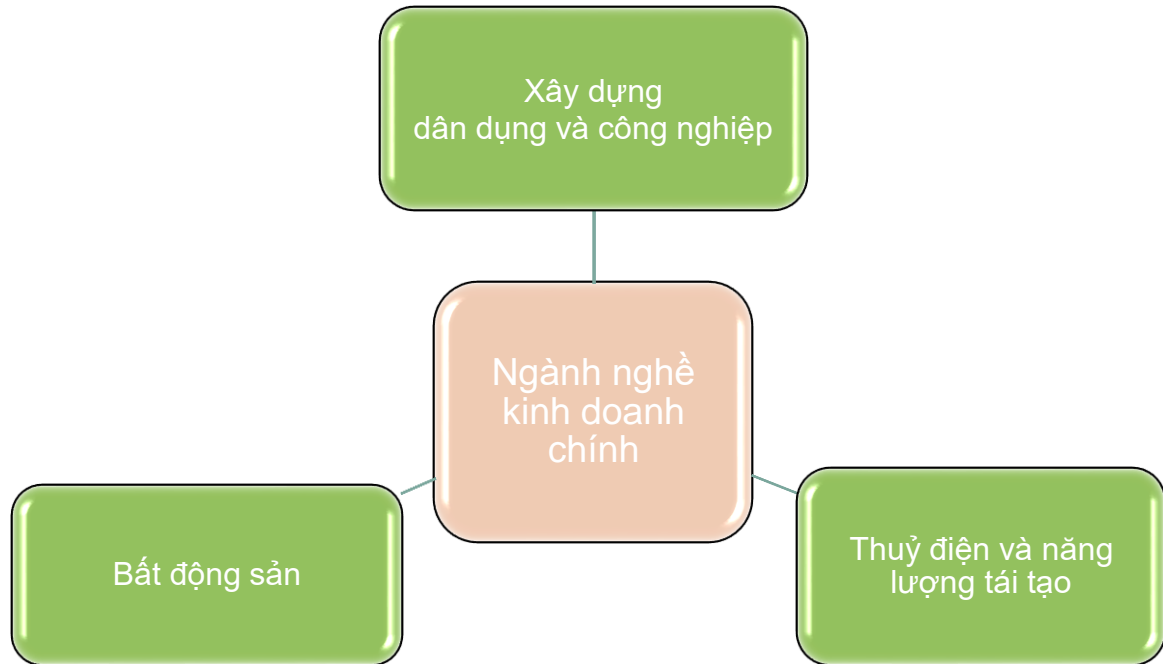 Xây dựng
dân dụng và công nghiệp
Ngành nghề
kinh doanh
chính
Bất động sản
Thuỷ điện và năng
lượng tái tạo